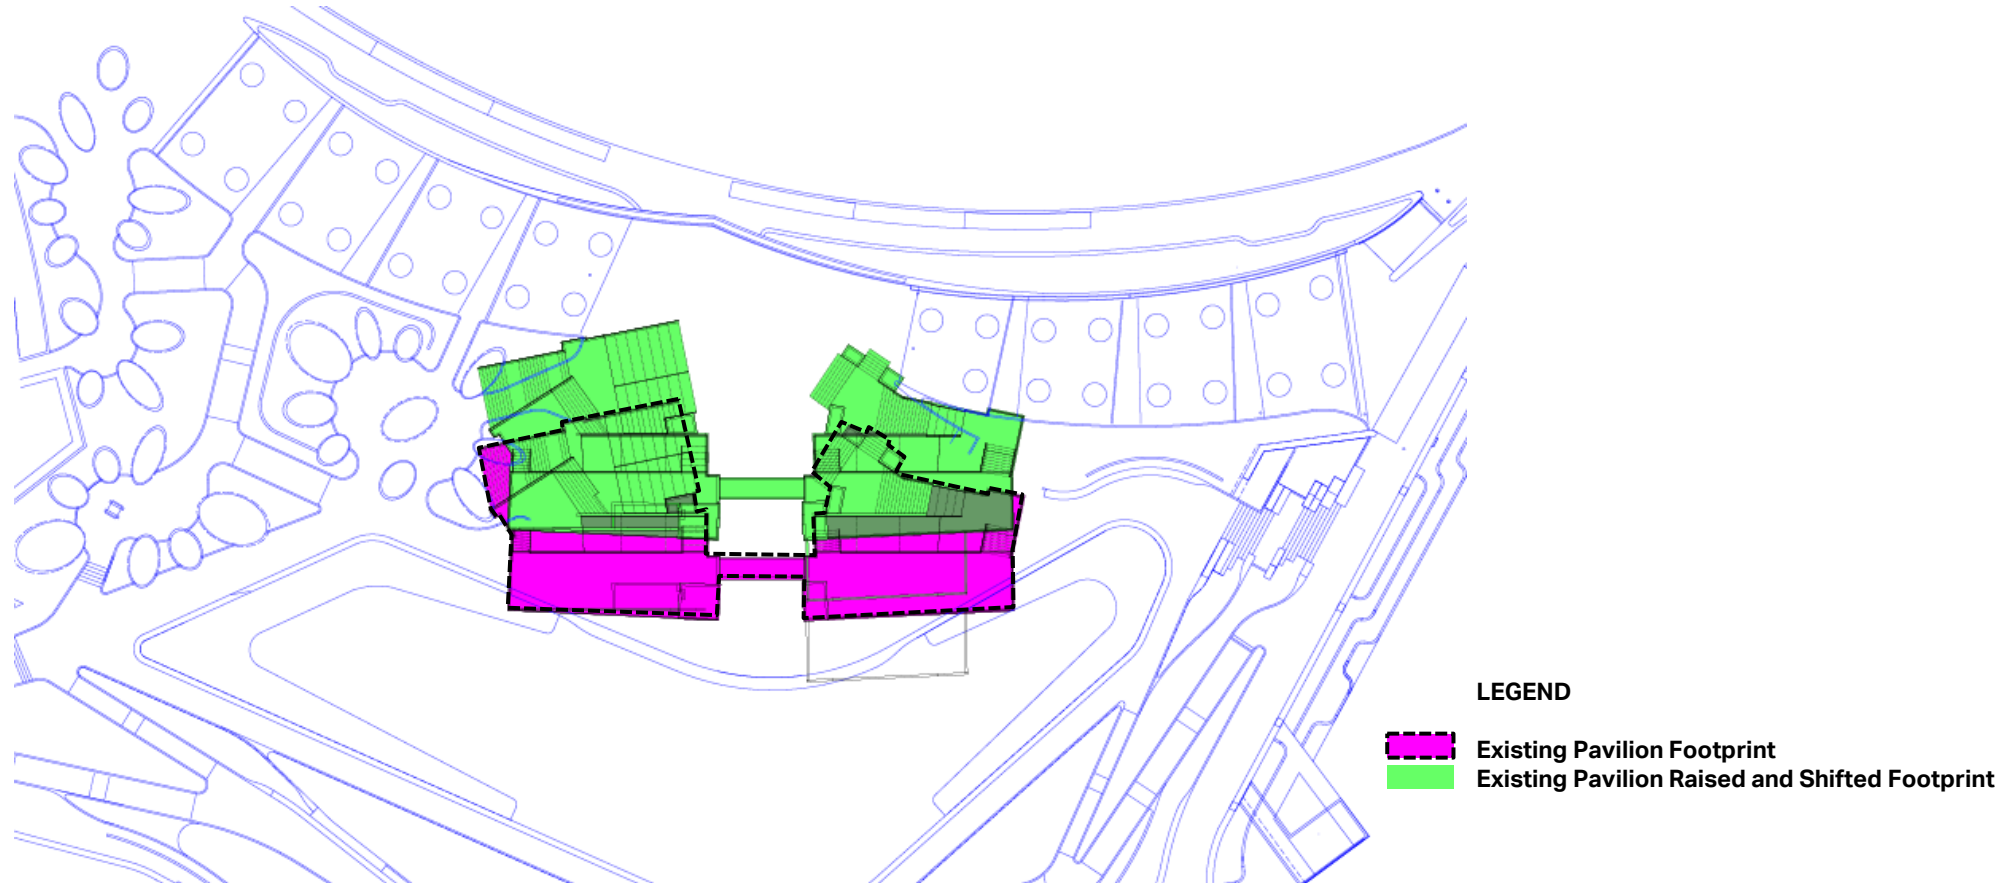 LEGEND
Existing Pavilion Footprint
Existing Pavilion Raised and Shifted Footprint